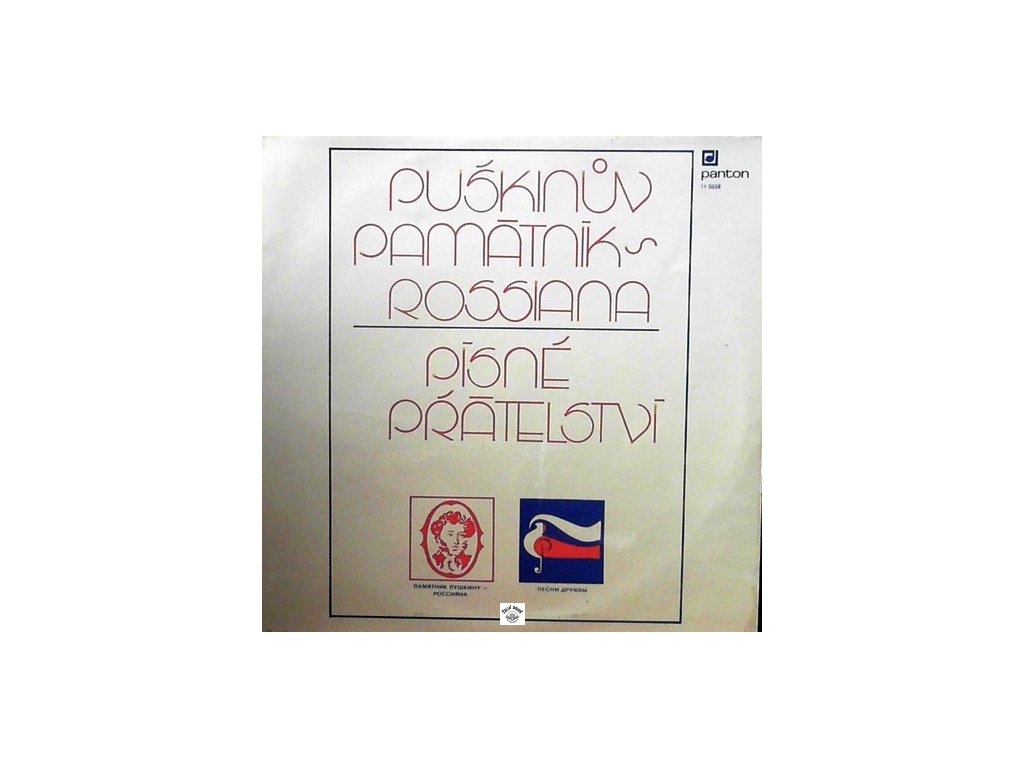 PUŠKINŮV
PAMÁTNÍK ~
ROSSIANA
PÍSNĚ
PŘÁTELSTVÍ
panton
11 0658
ПАМЯТНИК ПУШКИНУ –
РОССИЯНА
ПЕСНИ ДРУЖБЫ